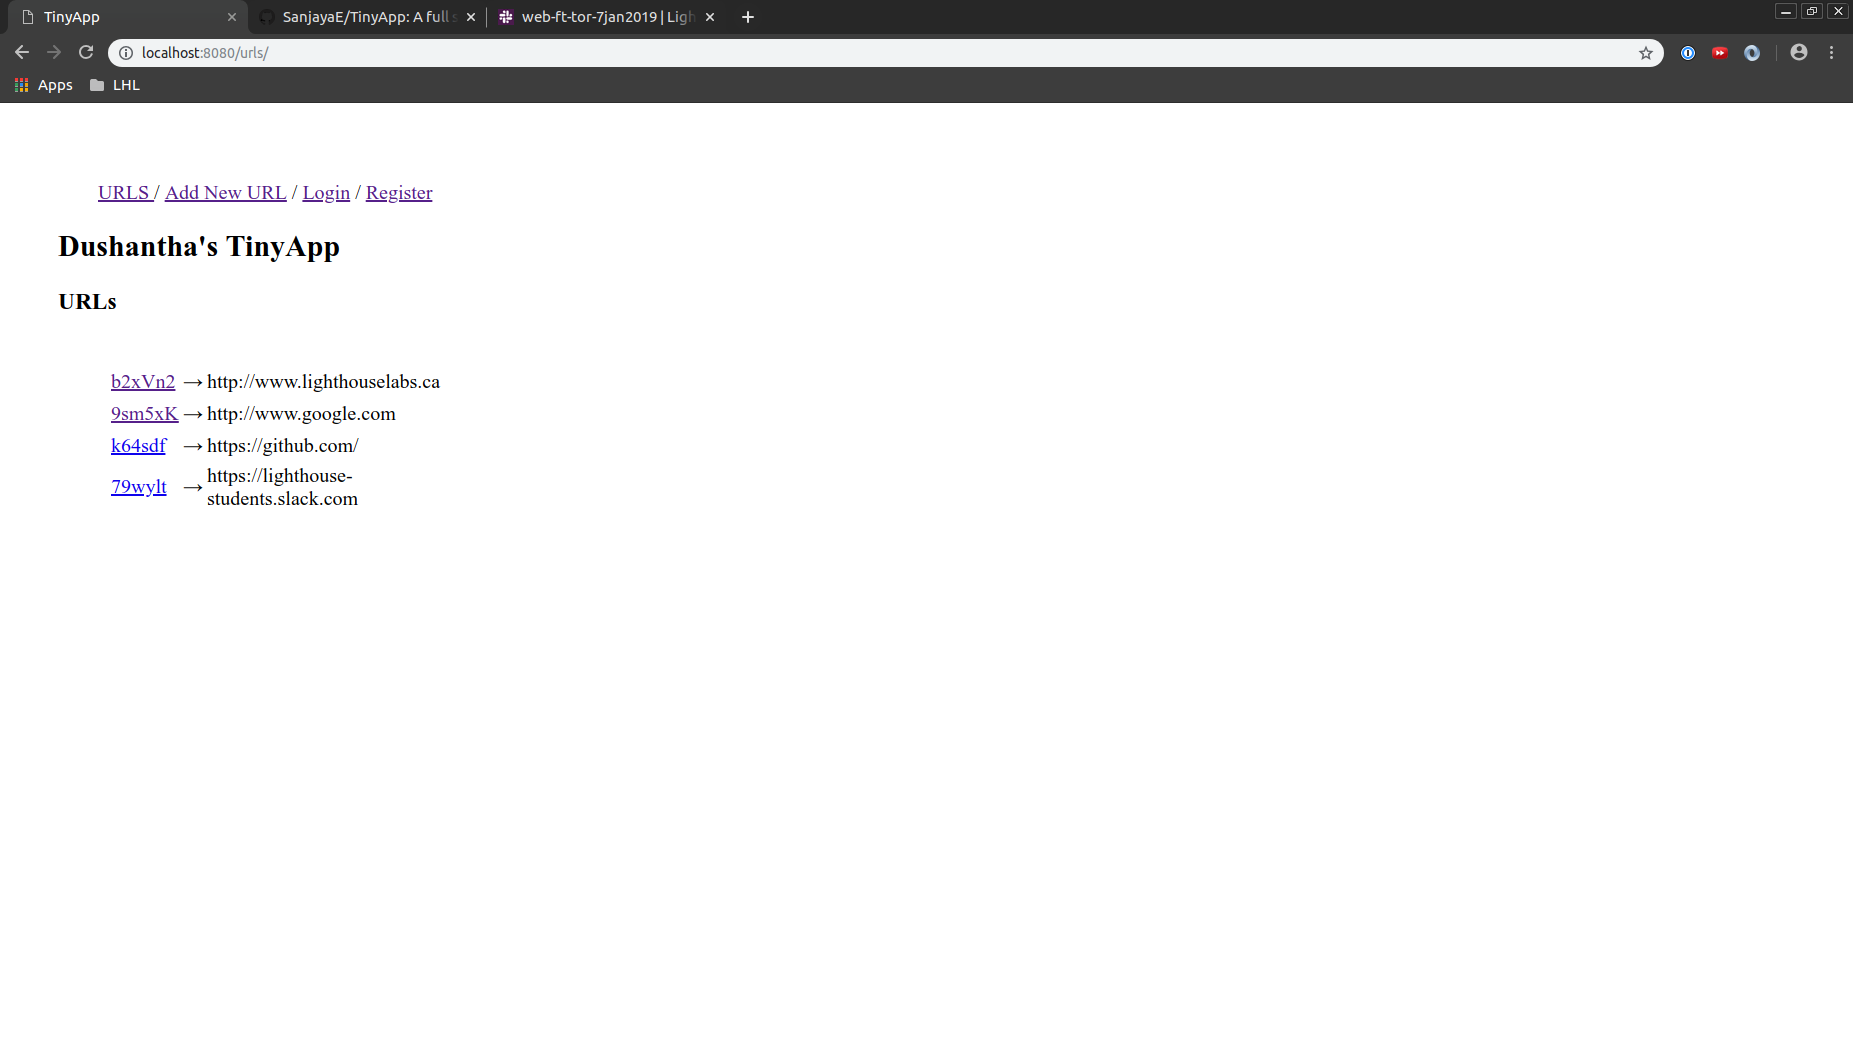 TinyApp
SanjayaE/TinyApp: A full s
web-ft-tor-7jan2019 | Ligh
localhost:8080/urls/
Apps
LHL
URLS / Add New URL / Login / Register
Dushantha's TinyApp
URLs
b2xVn2 → http://www.lighthouselabs.ca
9sm5xK → http://www.google.com
k64sdf → https://github.com/
79wylt → https://lighthouse-
students.slack.com